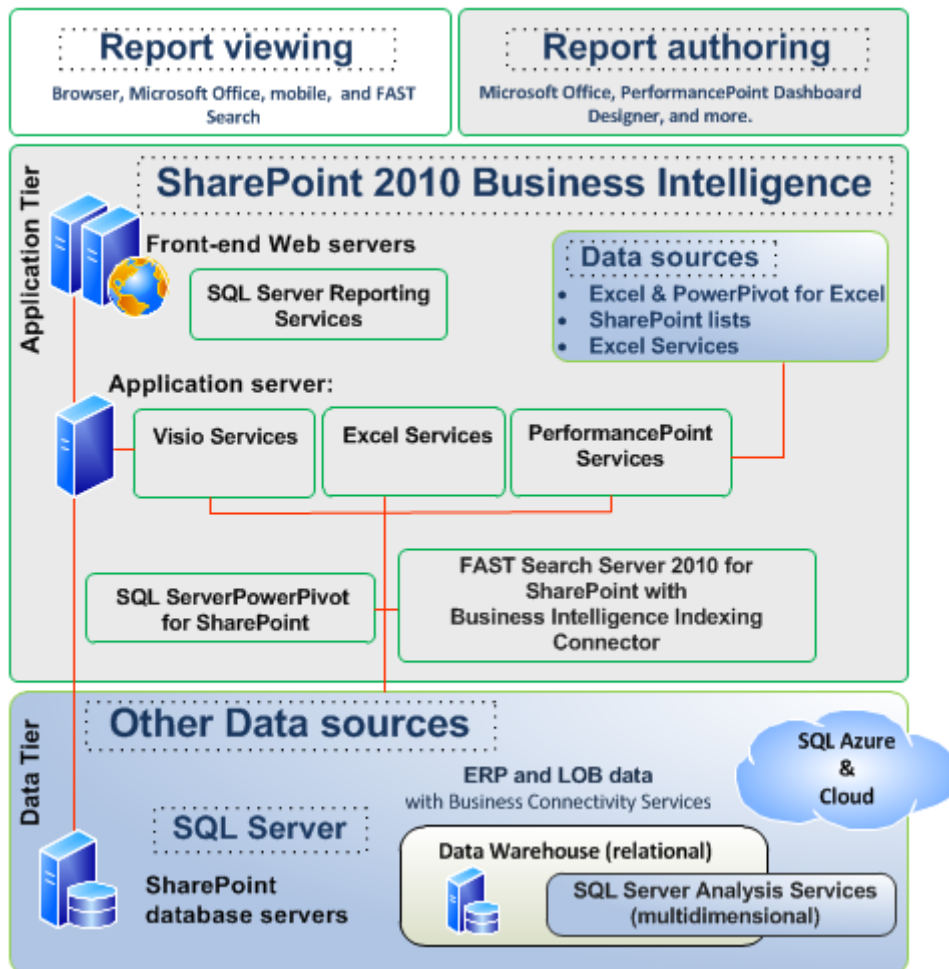 Report viewing
Browser, Microsoft Office, mobile, and FAST
Search
Report authoring
Microsoft Office, PerformancePoint Dashboard
Designer, and more.
Application Tier
SharePoint 2010 Business Intelligence
Front-end Web servers
SQL Server Reporting
Services
Data sources
• Excel & PowerPivot for Excel
• SharePoint lists
• Excel Services
Application server:
Visio Services
Excel Services
PerformancePoint
Services
SQL ServerPowerPivot
for SharePoint
FAST Search Server 2010 for
SharePoint with
Business Intelligence Indexing
Connector
Data Tier
Other Data sources
SQL Azure
&
Cloud
ERP and LOB data
with Business Connectivity Services
SQL Server
SharePoint
database servers
Data Warehouse (relational)
SQL Server Analysis Services
(multidimensional)